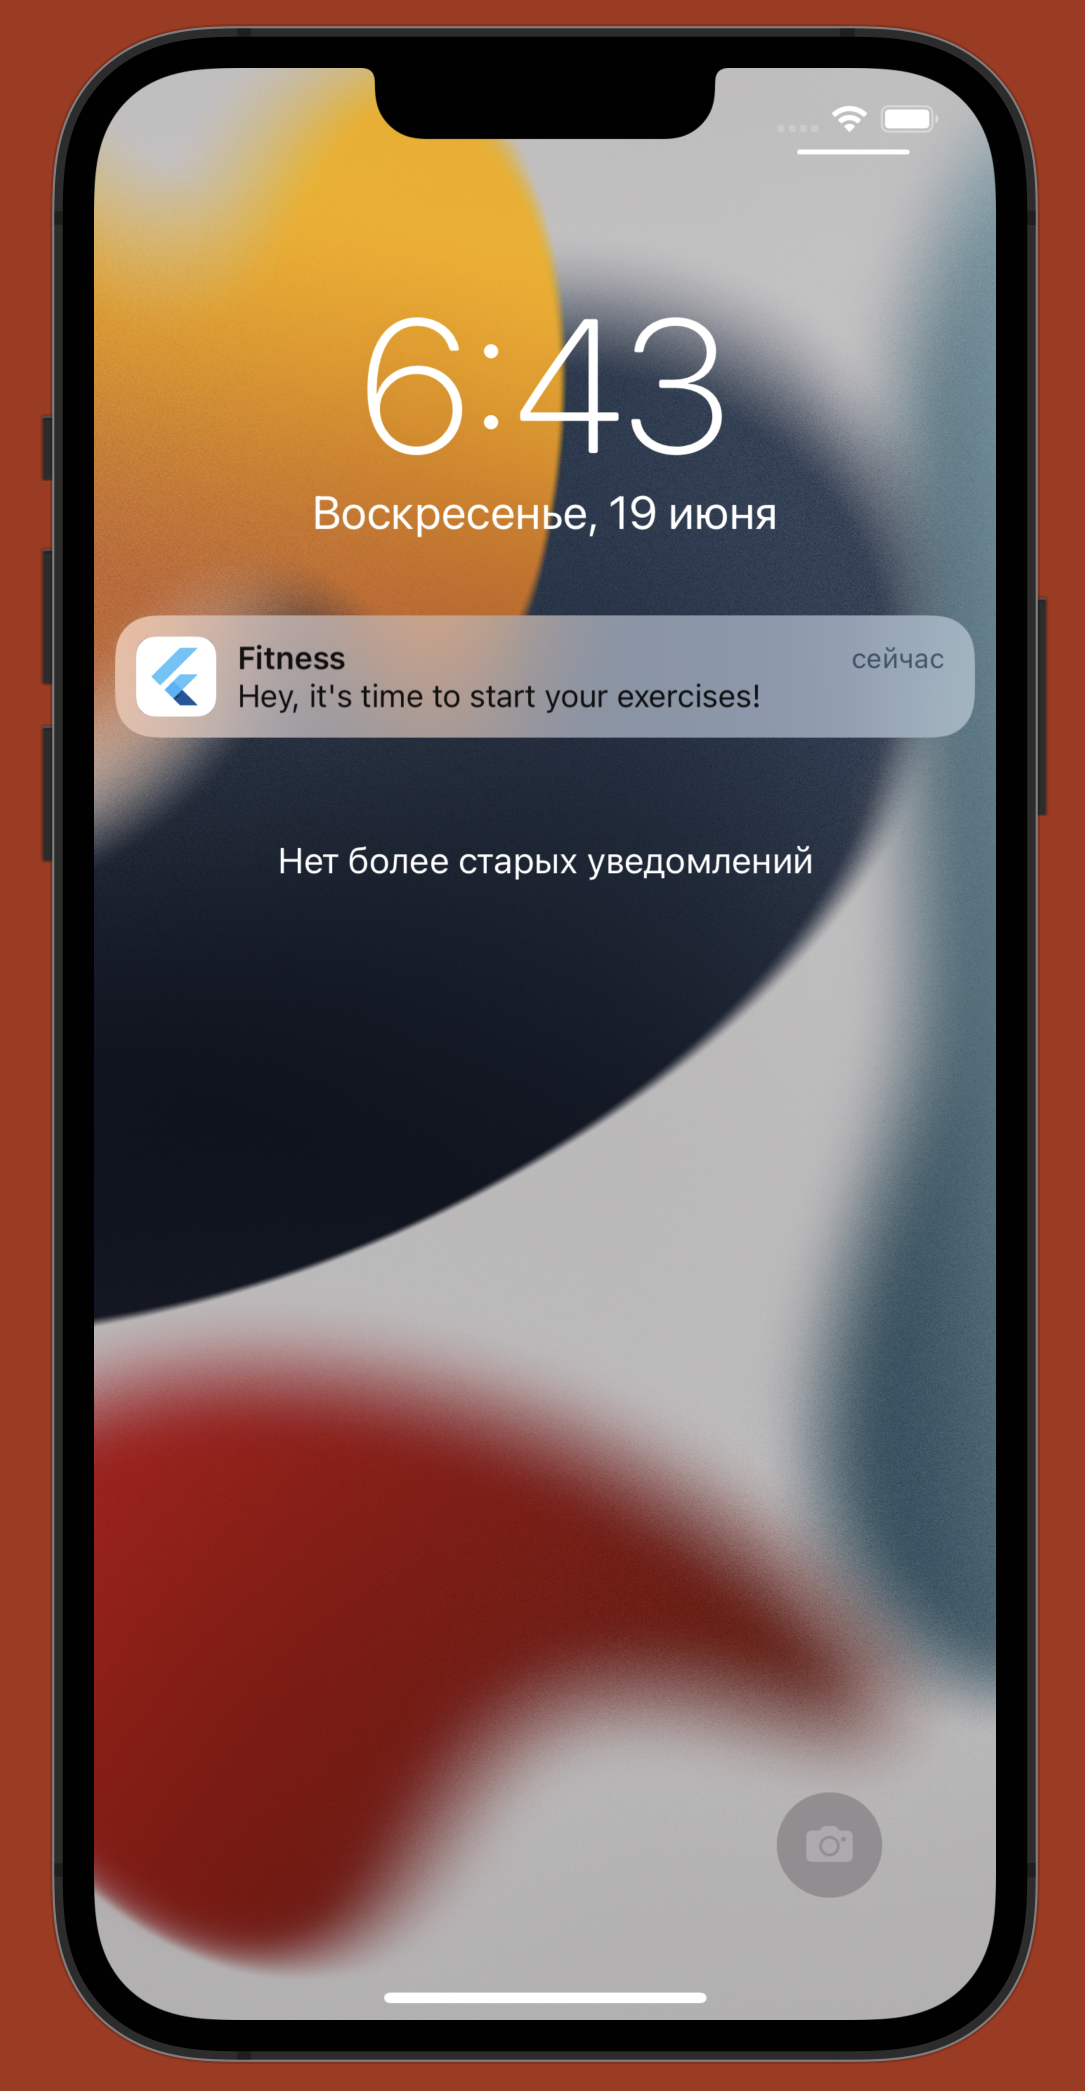 6:43
Воскресенье, 19 июня
Fitness
сейчас
Hey, it's time to start your exercises!
Нет более старых уведомлений